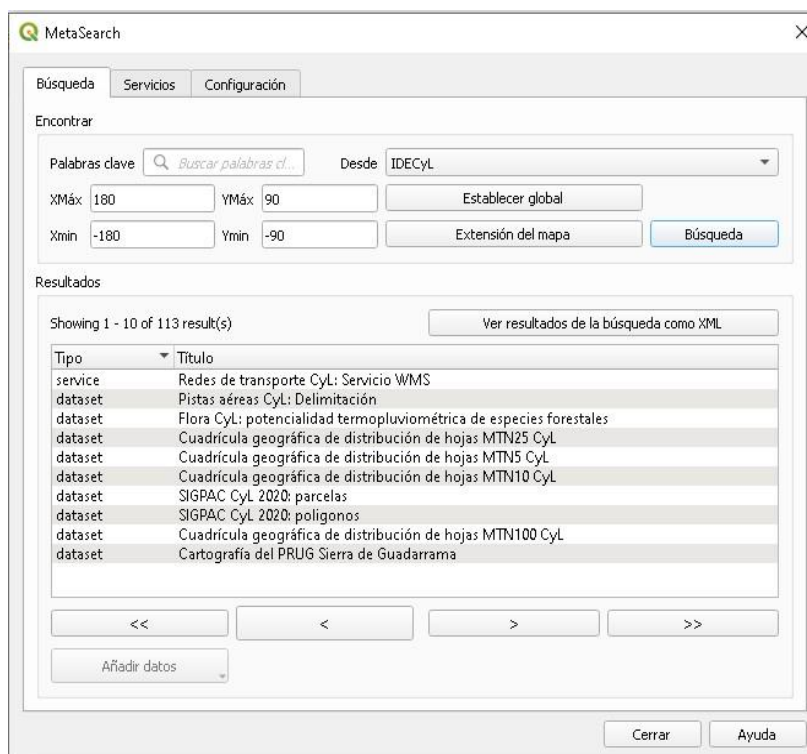 MetaSearch
Búsqueda Servicios Configuración
Encontrar
Palabras clave Buscar palabras cl... Desde IDECyL
XMáx 180 YMáx 90 Establecer global
Xmin -180 Ymin -90 Extensión del mapa Búsqueda
Resultados
Showing 1 - 10 of 113 result(s) Ver resultados de la búsqueda como XML
Tipo Título
service Redes de transporte CyL: Servicio WMS
dataset Pistas aéreas CyL: Delimitación
dataset Flora CyL: potencialidad termopluviométrica de especies forestales
dataset Cuadrícula geográfica de distribución de hojas MTN25 CyL
dataset Cuadrícula geográfica de distribución de hojas MTN5 CyL
dataset Cuadrícula geográfica de distribución de hojas MTN10 CyL
dataset SIGPAC CyL 2020: parcelas
dataset SIGPAC CyL 2020: poligonos
dataset Cuadrícula geográfica de distribución de hojas MTN100 CyL
dataset Cartografía del PRUG Sierra de Guadarrama
<< < > >>
Añadir datos
Cerrar Ayuda